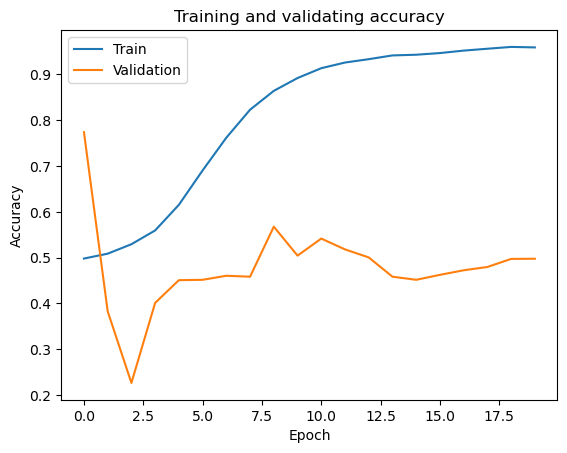 Training and validating accuracy
Train
Validation
0.9
0.8
0.7
0.6
0.5
0.4
0.3
0.2
Accuracy
0.0 2.5 5.0 7.5 10.0 12.5 15.0 17.5
Epoch